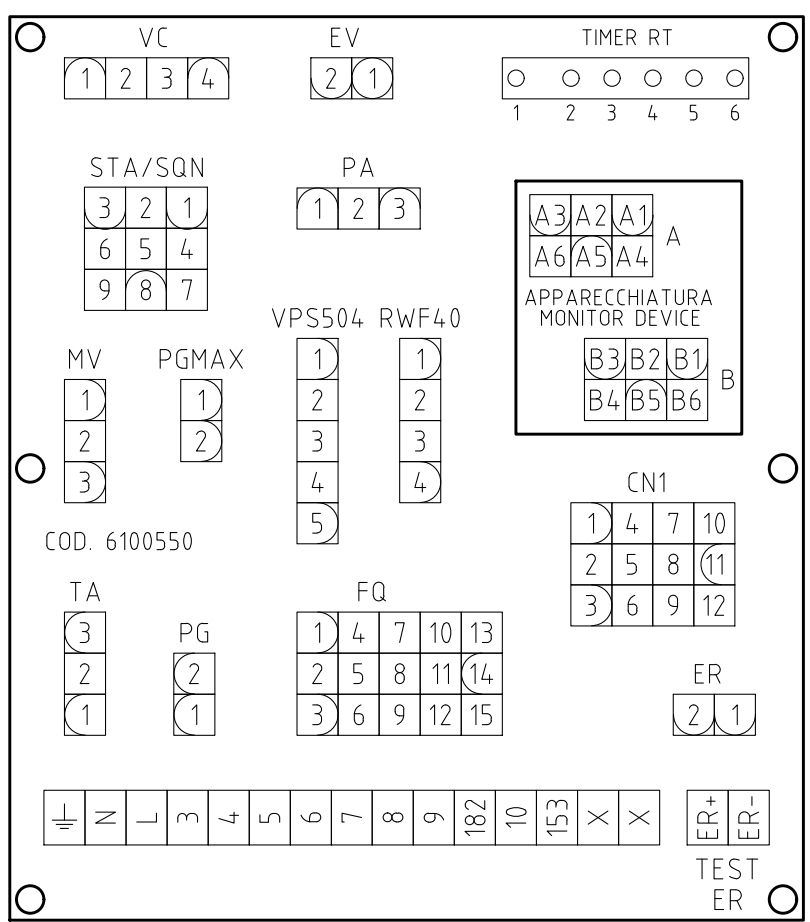 VC
1 2 3 4
EV
2 1
TIMER RT
1 2 3 4 5 6
STA/SQN
3 2 1
6 5 4
9 8 7
PA
1 2 3
A3 A2 A1
A6 A5 A4
A
APPARECCHIATURA
MONITOR DEVICE
B3 B2 B1
B4 B5 B6
B
MV
1
2
3
PGMAX
1
2
VPS504
1
2
3
4
5
RWF40
1
2
3
4
CN1
1 4 7 10
2 5 8 11
3 6 9 12
COD. 6100550
TA
3
2
1
PG
2
1
FQ
1 4 7 10 13
2 5 8 11 14
3 6 9 12 15
ER
2 1
N L 3 4 5 6 7 8 9 182 10 153 X X
ER+ ER-
TEST
ER